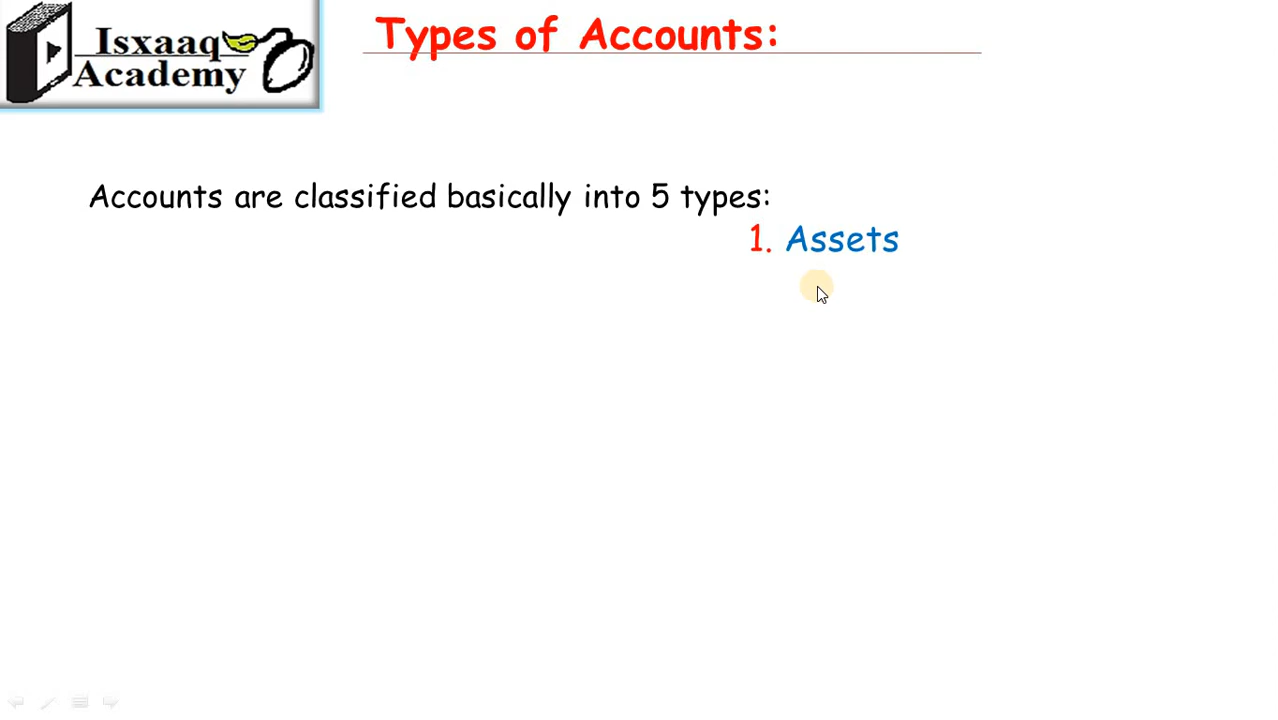 Isxaaq
Academy
Types of Accounts:
Accounts are classified basically into 5 types:
1. Assets